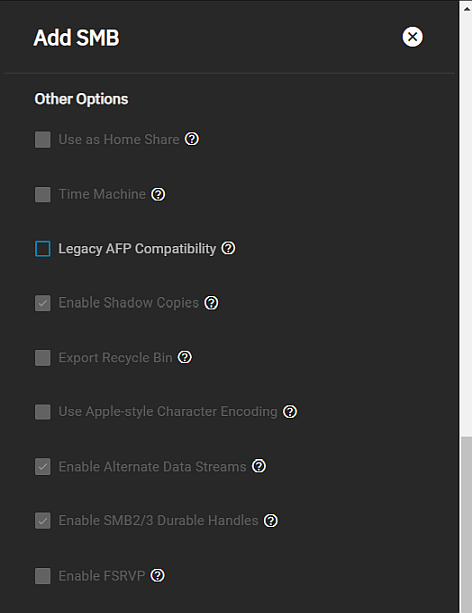 Add SMB
Other Options
Use as Home Share
Time Machine
Legacy AFP Compatibility
Enable Shadow Copies
Export Recycle Bin
Use Apple-style Character Encoding
Enable Alternate Data Streams
Enable SMB2/3 Durable Handles
Enable FSRVP